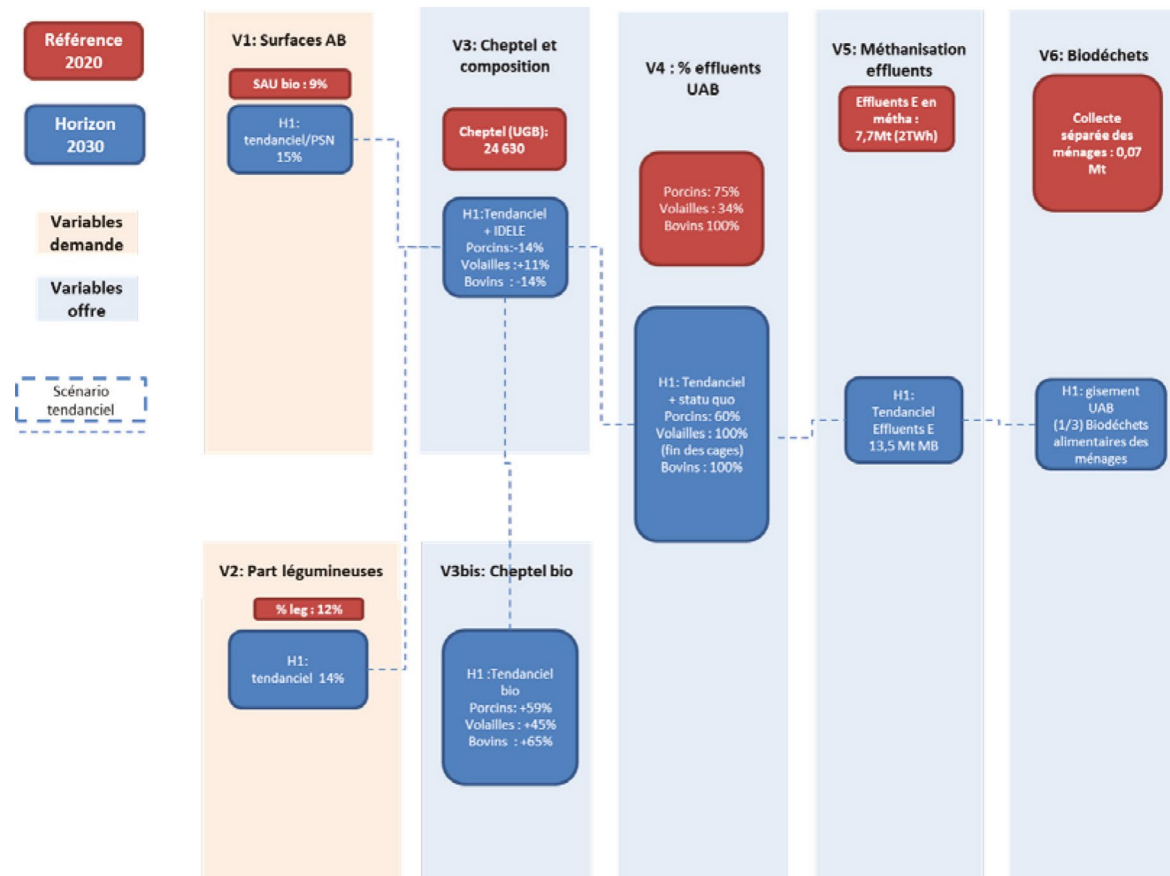 Référence
2020
Horizon
2030
Variables
demande
Variables
offre
Scénario
tendanciel
V1: Surfaces AB
SAU bio : 9%
H1:
tendanciel/PSN
15%
V2: Part légumineuses
% leg : 12%
H1:
tendanciel 14%
V3: Cheptel et
composition
Cheptel (UGB):
24 630
H1:Tendanciel
+ IDELE
Porcins:-14%
Volailles :+11%
Bovins : -14%
V3bis: Cheptel bio
H1 :Tendanciel
bio
Porcins: +59%
Volaillles : +45%
Bovins : +65%
V4 : % effluents
UAB
Porcins: 75%
Volailles : 34%
Bovins 100%
H1: Tendanciel
+ statu quo
Porcins: 60%
Volailles : 100%
(fin des cages)
Bovins : 100%
V5: Méthanisation
effluents
Effluents E en
métha :
7,7Mt (2TWh)
H1:
Tendanciel
Effluents E
13,5 Mt MB
V6: Biodéchets
Collecte
séparée des
ménages : 0,07
Mt
H1: gisement
UAB
(1/3) Biodéchets
alimentaires des
ménages